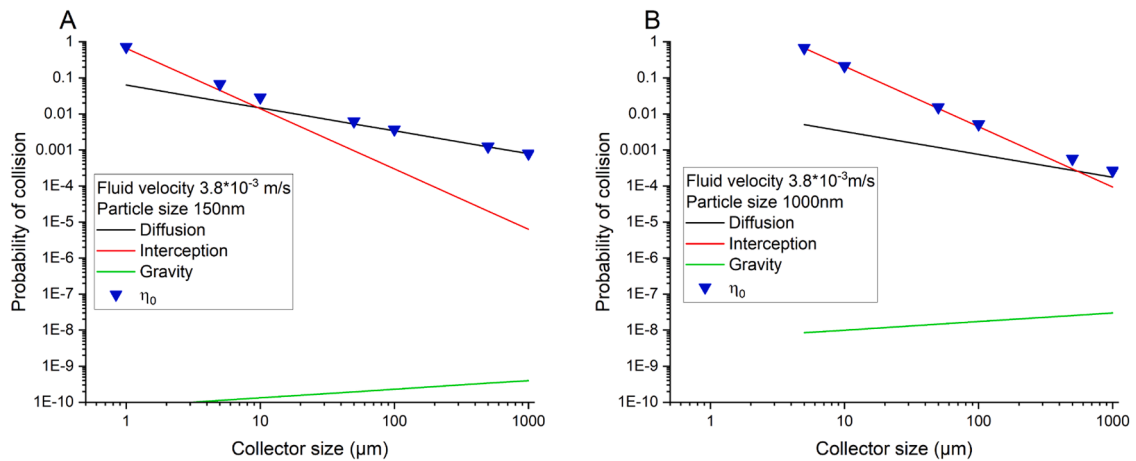 A
Probability of collision
1
0.1
0.01
0.001
1E-4
1E-5
1E-6
1E-7
1E-8
1E-9
1E-10
Fluid velocity 3.8*10⁻³ m/s
Particle size 150nm
Diffusion
Interception
Gravity
η₀
1 10 100 1000
Collector size (µm)
B
Probability of collision
1
0.1
0.01
0.001
1E-4
1E-5
1E-6
1E-7
1E-8
1E-9
1E-10
Fluid velocity 3.8*10⁻³m/s
Particle size 1000nm
Diffusion
Interception
Gravity
η₀
1 10 100 1000
Collector size (µm)